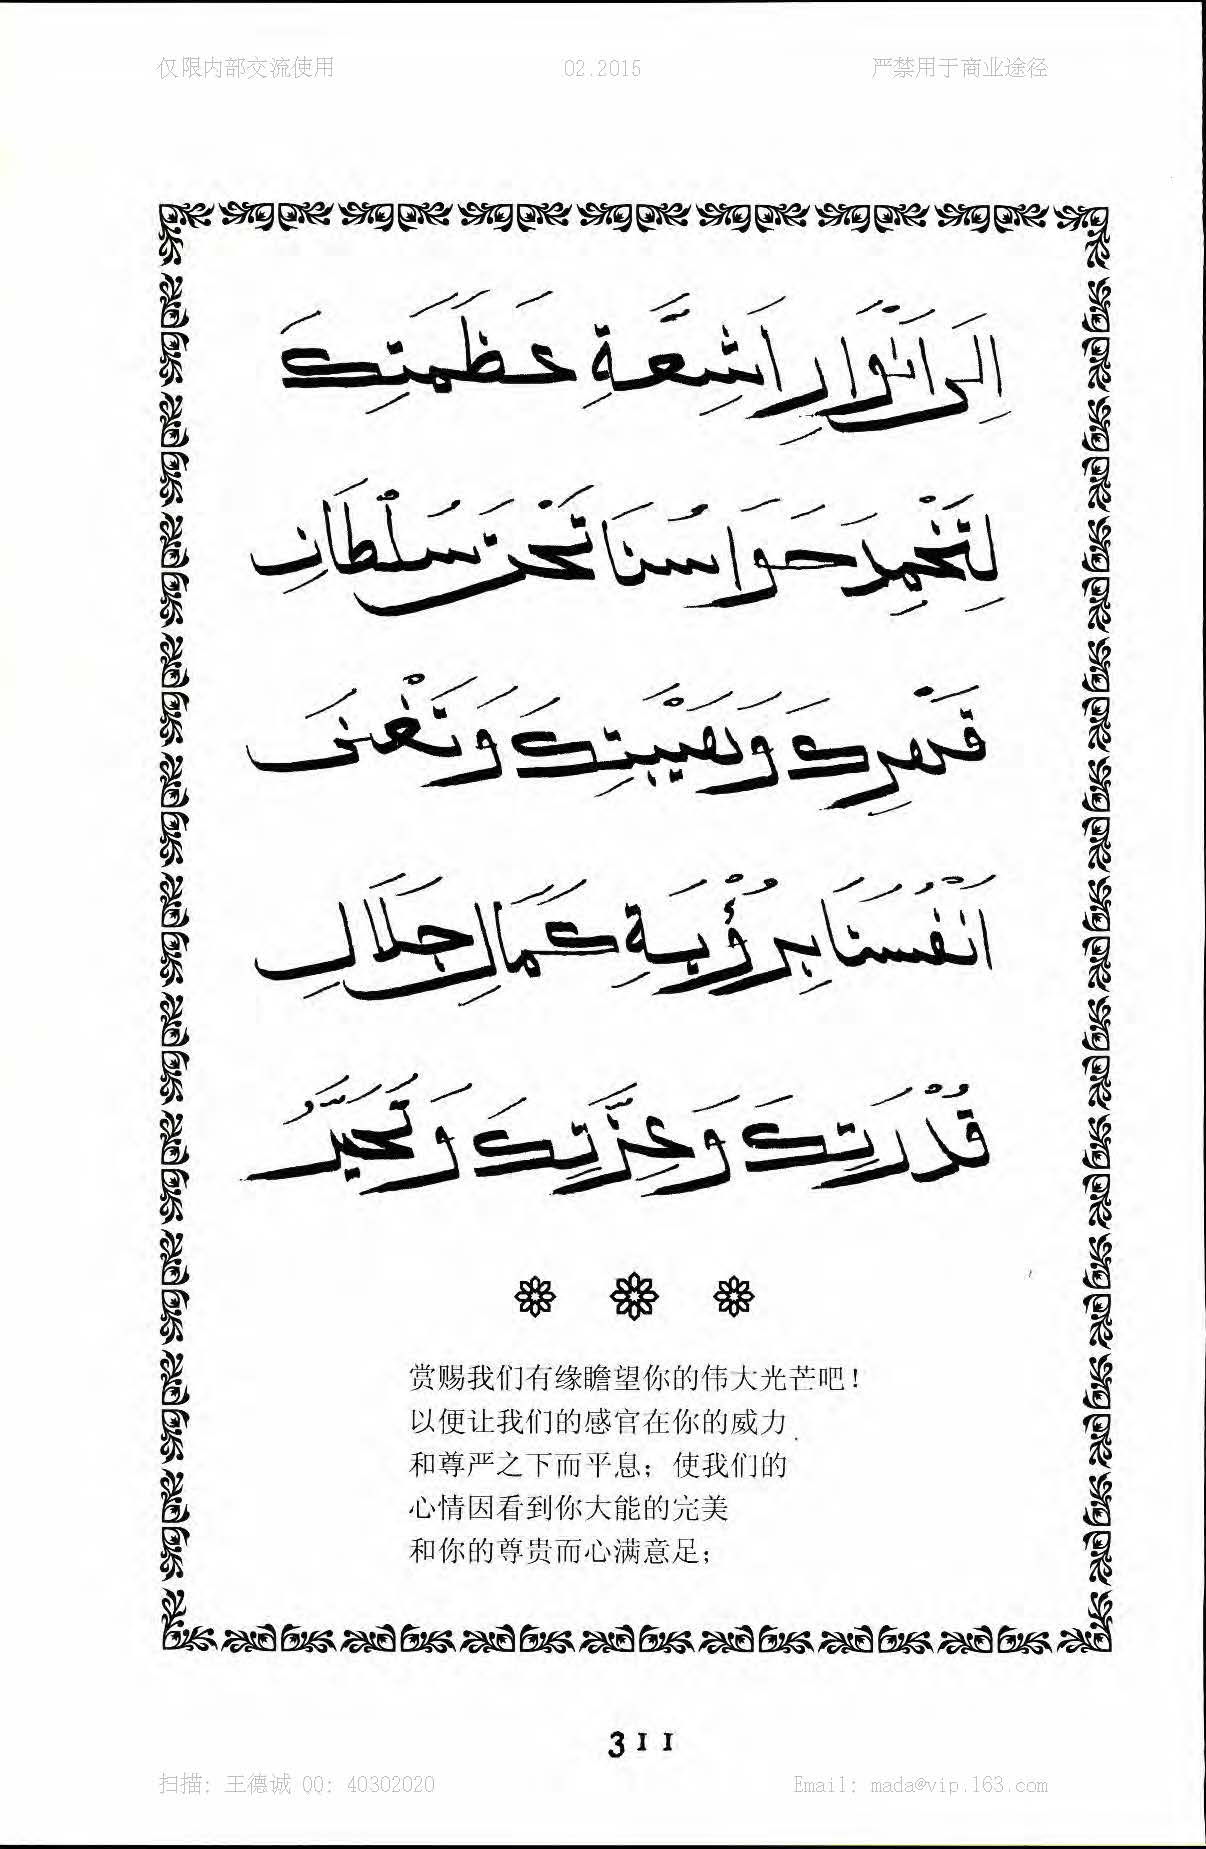 仅限内部交流使用 02.2015 严禁用于商业途径
اِلَى اَنْوَارِ اَشِعَّةِ عَظَمَتِكَ
لِتَخْمِدَ حَوَاسُّنَا تَحْتَ سُلْطَانِ
قَهْرِكَ وَهَيْبَتِكَ وَتَغْنَى
اَنْفُسُنَا بِرُؤْيَةِ كَمَالِ جَلَالِ
قُدْرَتِكَ وَعِزَّتِكَ وَتَحَيَّرُ
赏赐我们有缘瞻望你的伟大光芒吧！
以便让我们的感官在你的威力
和尊严之下而平息；使我们的
心情因看到你大能的完美
和你的尊贵而心满意足；
311
扫描: 王德诚 QQ: 40302020 Email: mada@vip.163.com